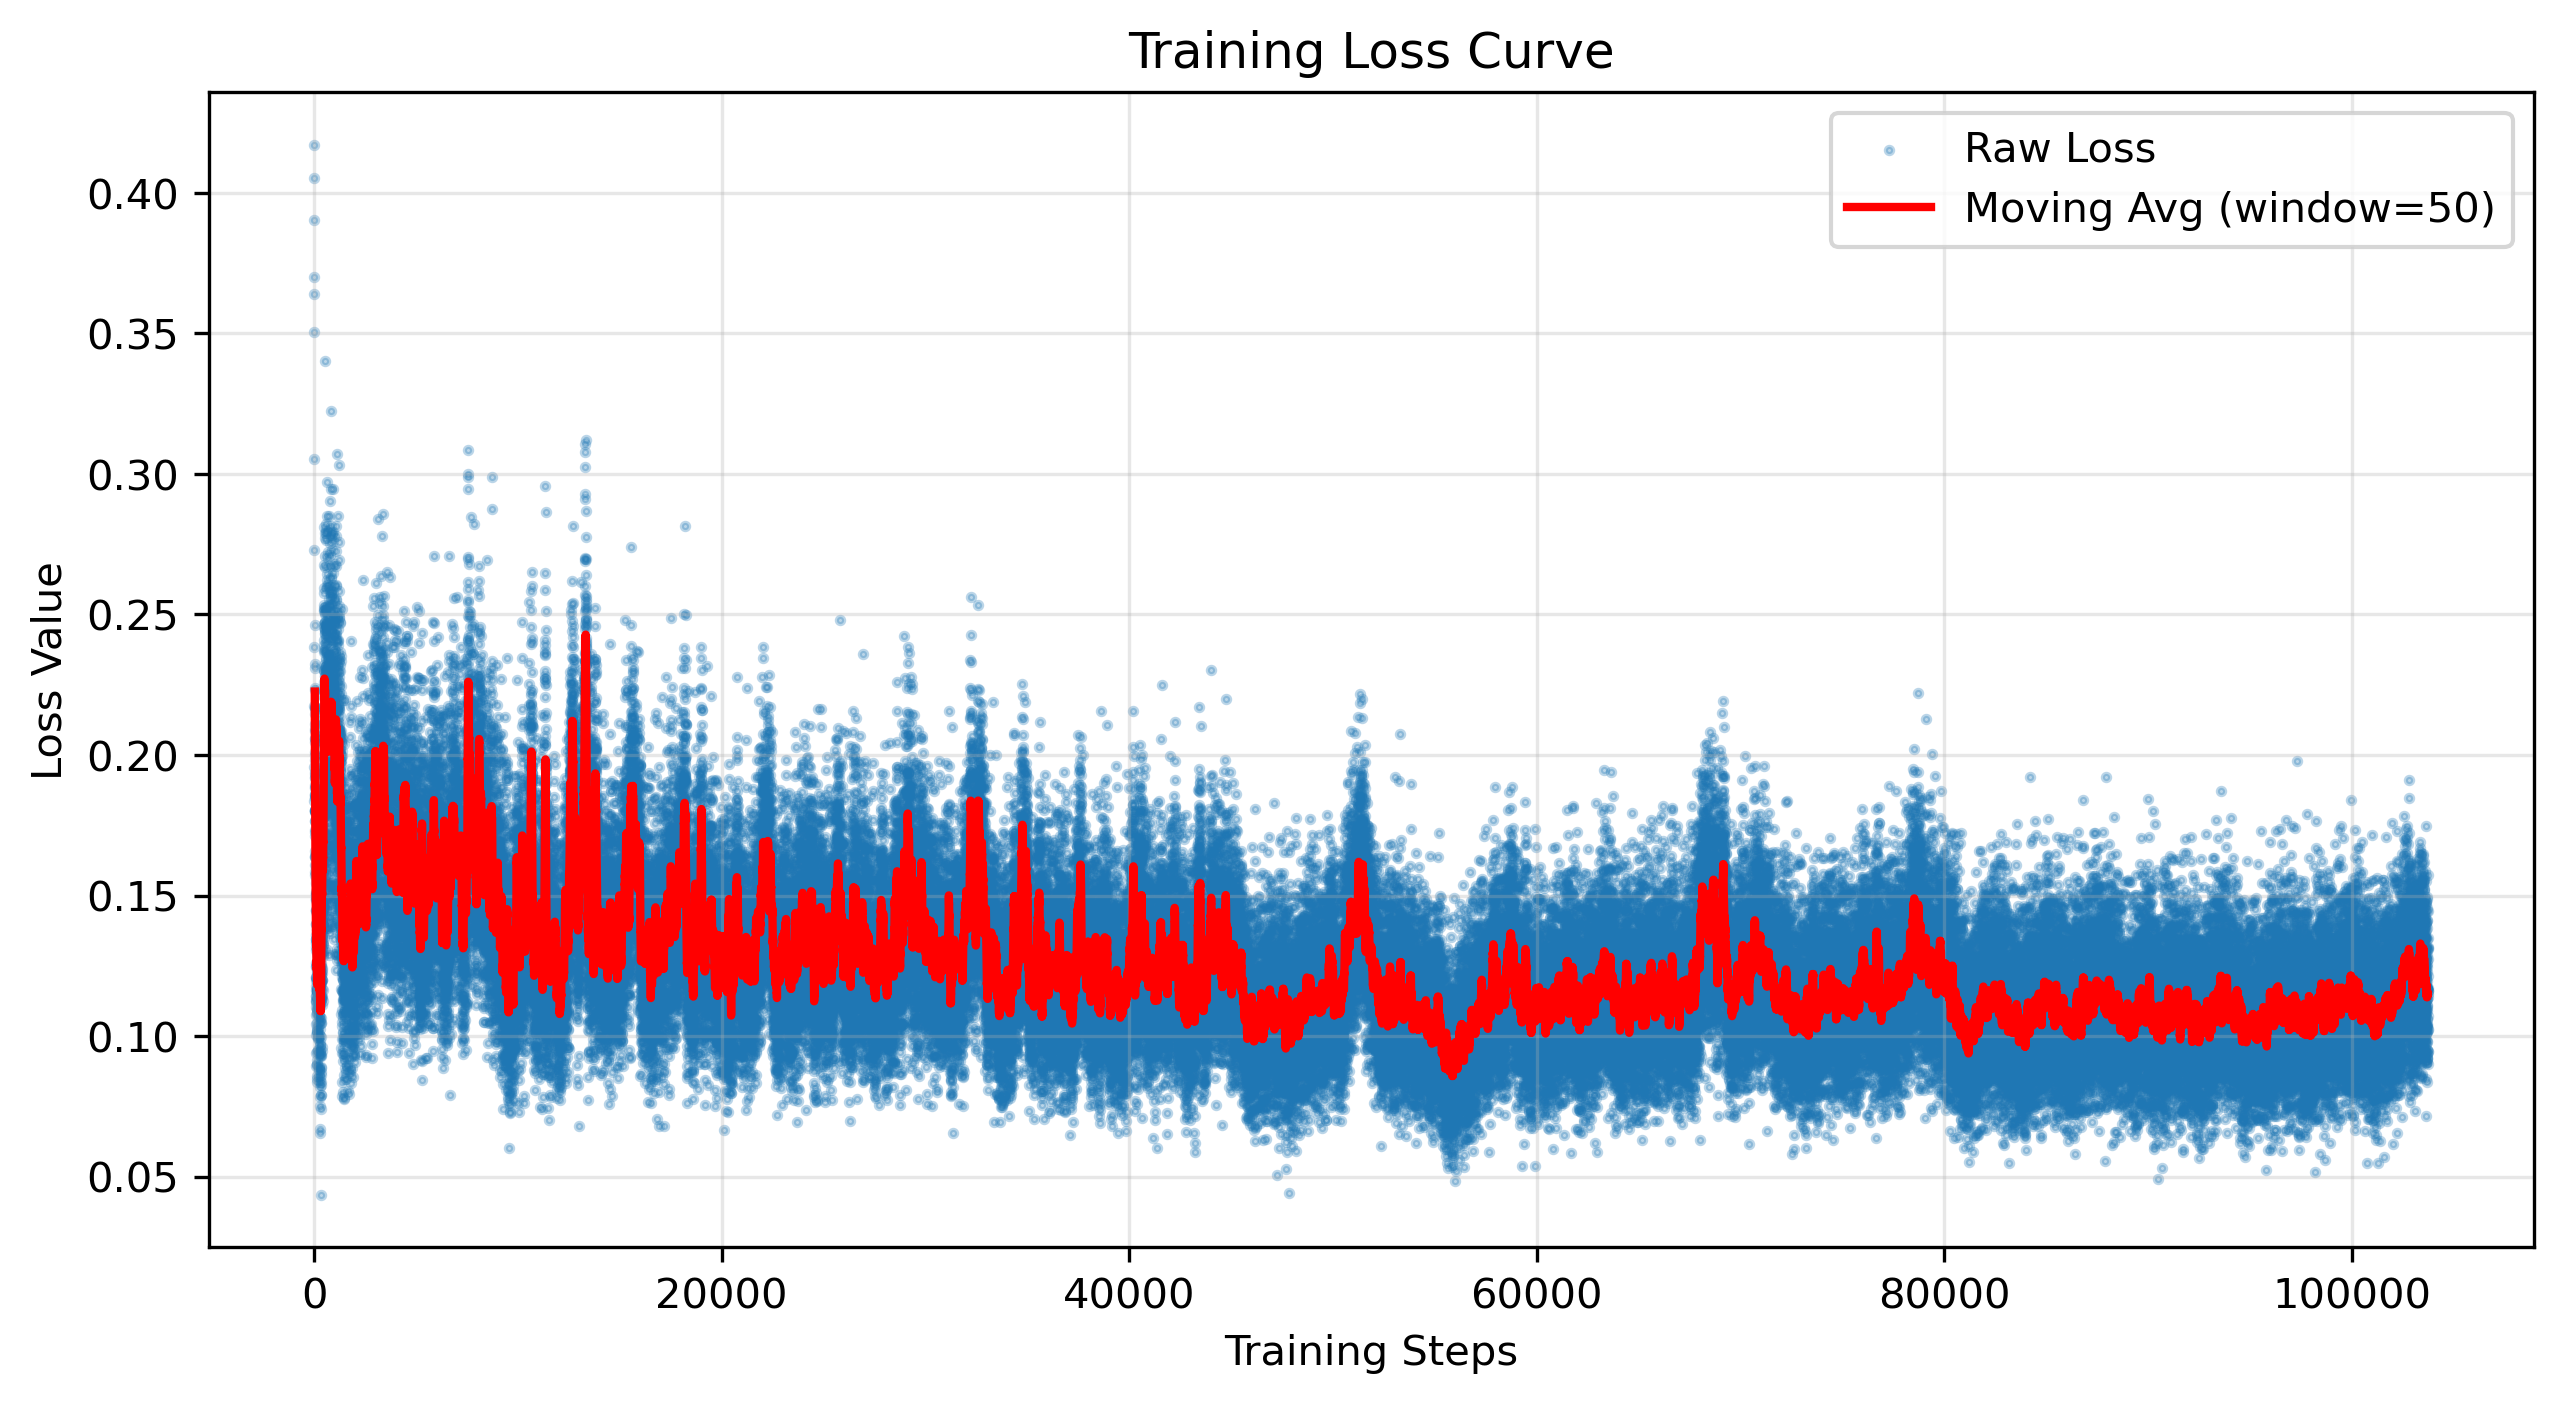 Training Loss Curve
Raw Loss
Moving Avg (window=50)
Loss Value
0.40
0.35
0.30
0.25
0.20
0.15
0.10
0.05
0
20000
40000
60000
80000
100000
Training Steps